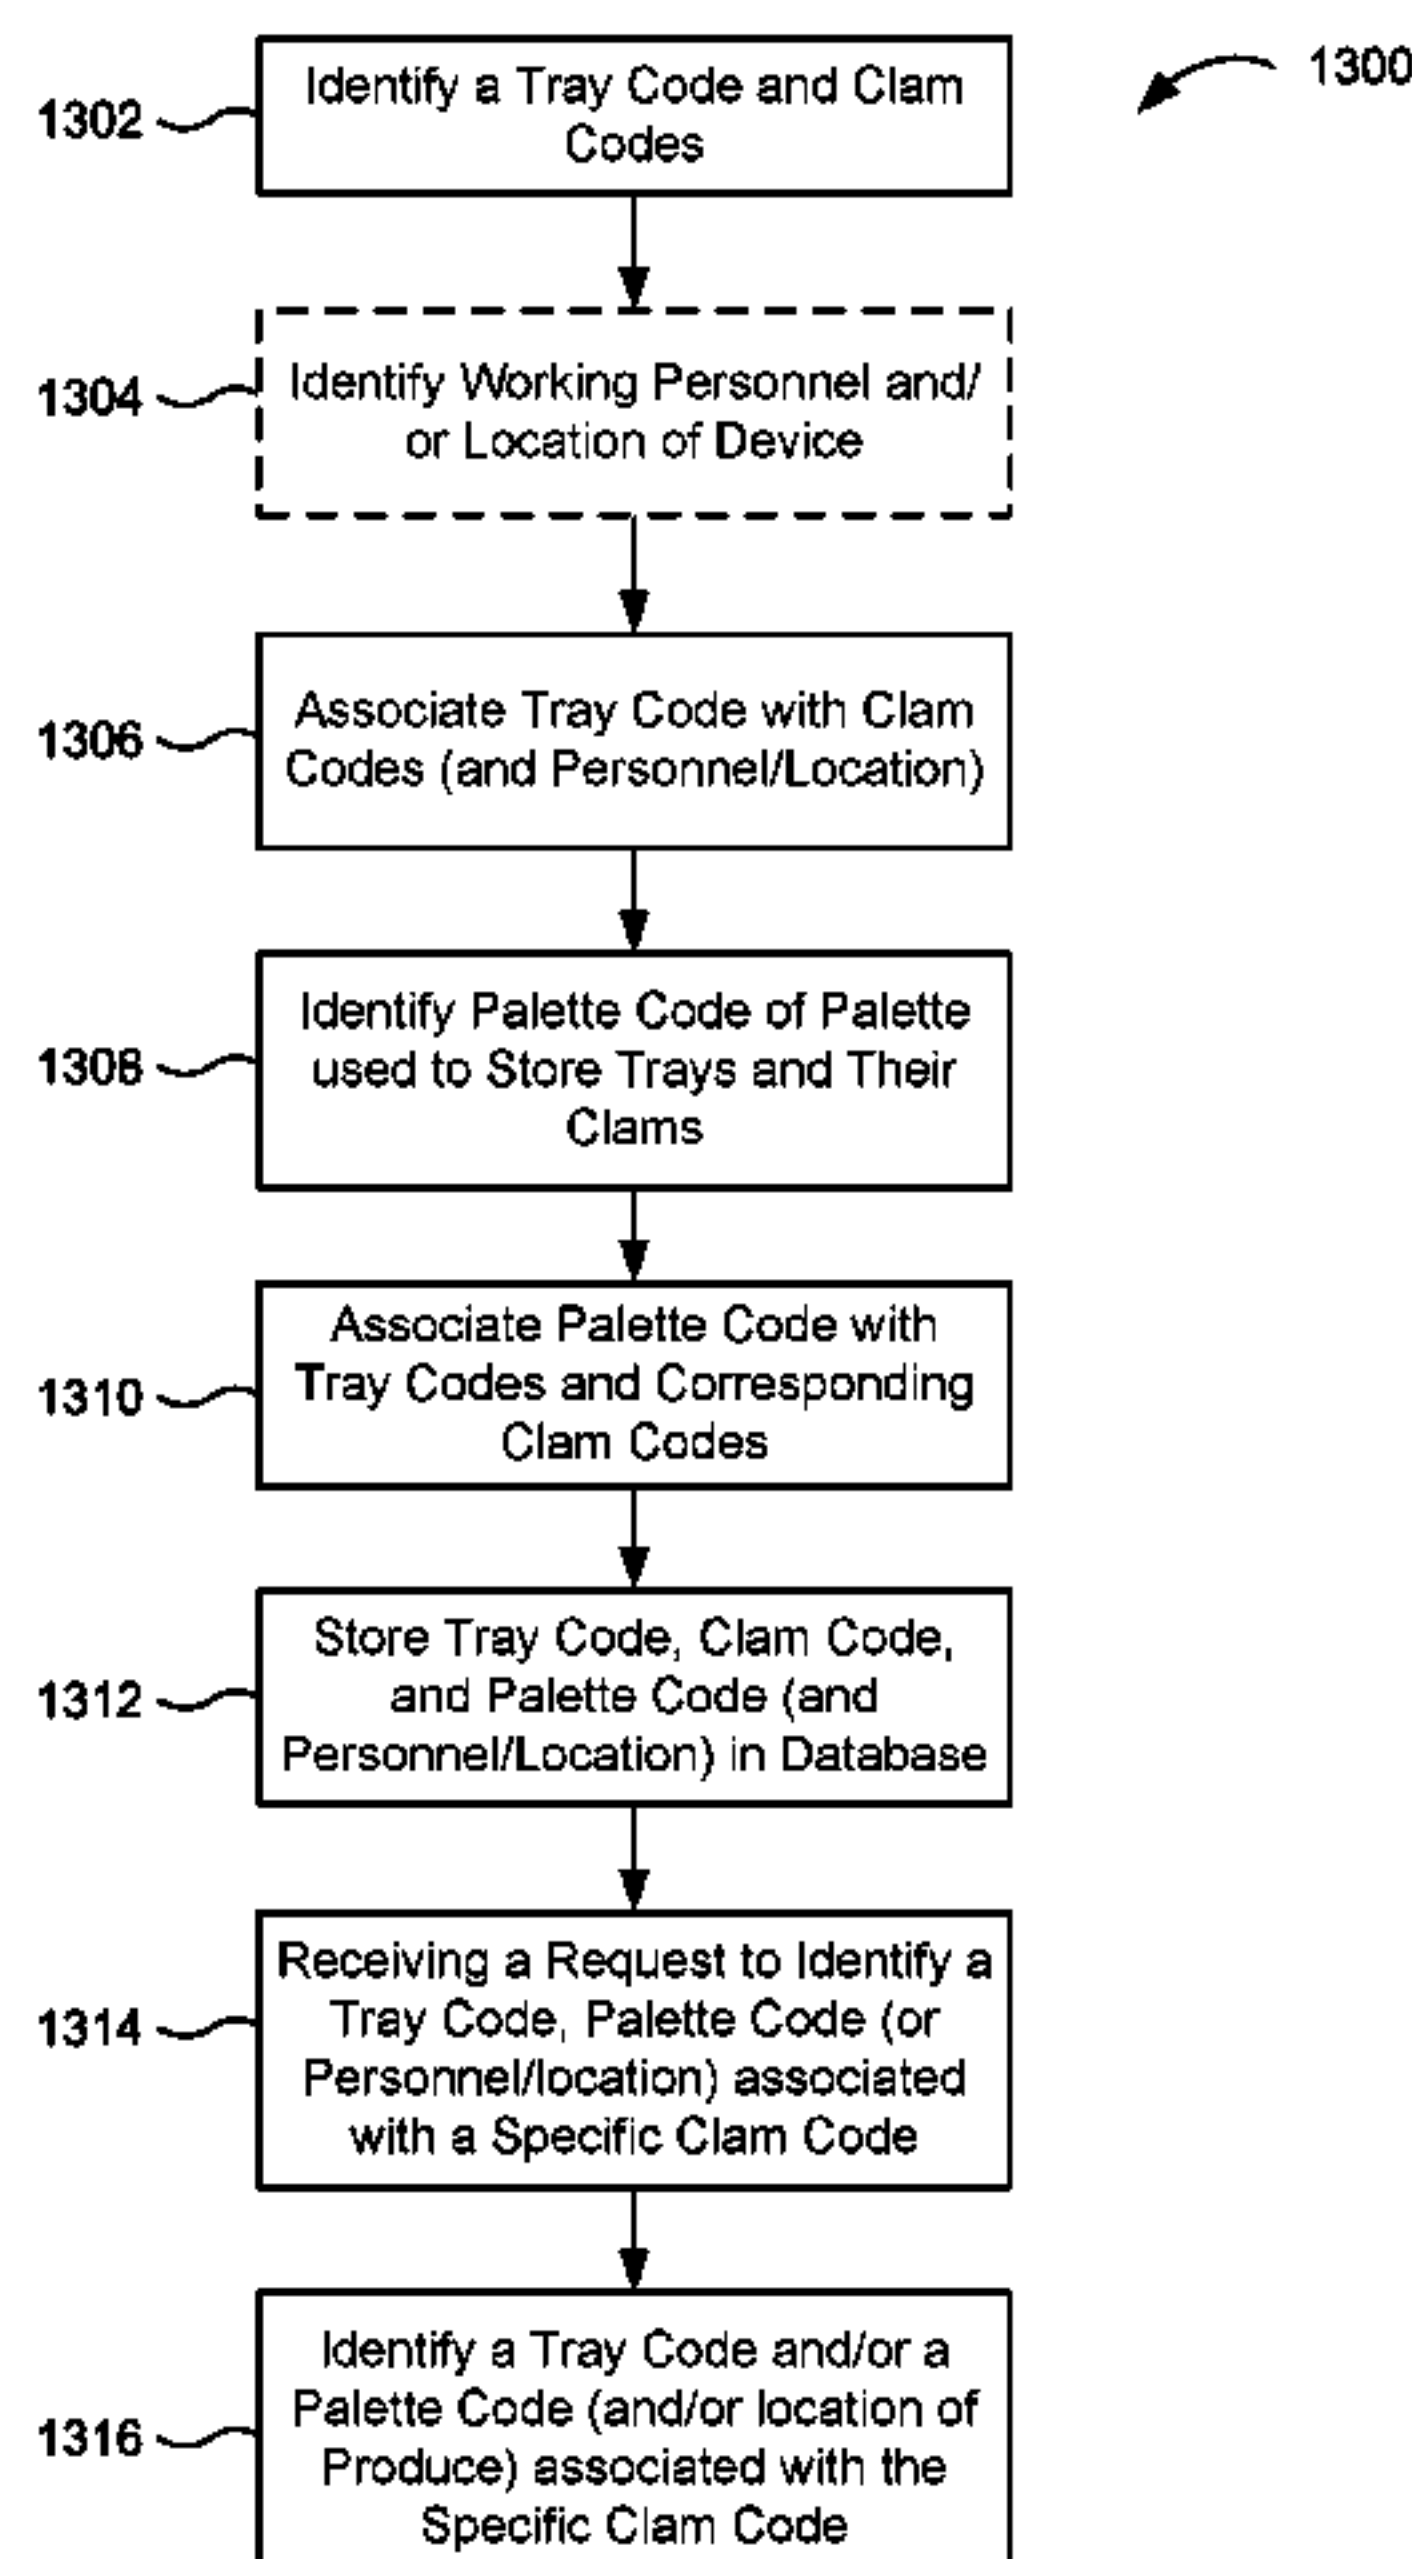 1300
1302
Identify a Tray Code and Clam
Codes
1304
Identify Working Personnel and/
or Location of Device
1306
Associate Tray Code with Clam
Codes (and Personnel/Location)
1308
Identify Palette Code of Palette
used to Store Trays and Their
Clams
1310
Associate Palette Code with
Tray Codes and Corresponding
Clam Codes
1312
Store Tray Code, Clam Code,
and Palette Code (and
Personnel/Location) in Database
1314
Receiving a Request to Identify a
Tray Code, Palette Code (or
Personnel/location) associated
with a Specific Clam Code
1316
Identify a Tray Code and/or a
Palette Code (and/or location of
Produce) associated with the
Specific Clam Code